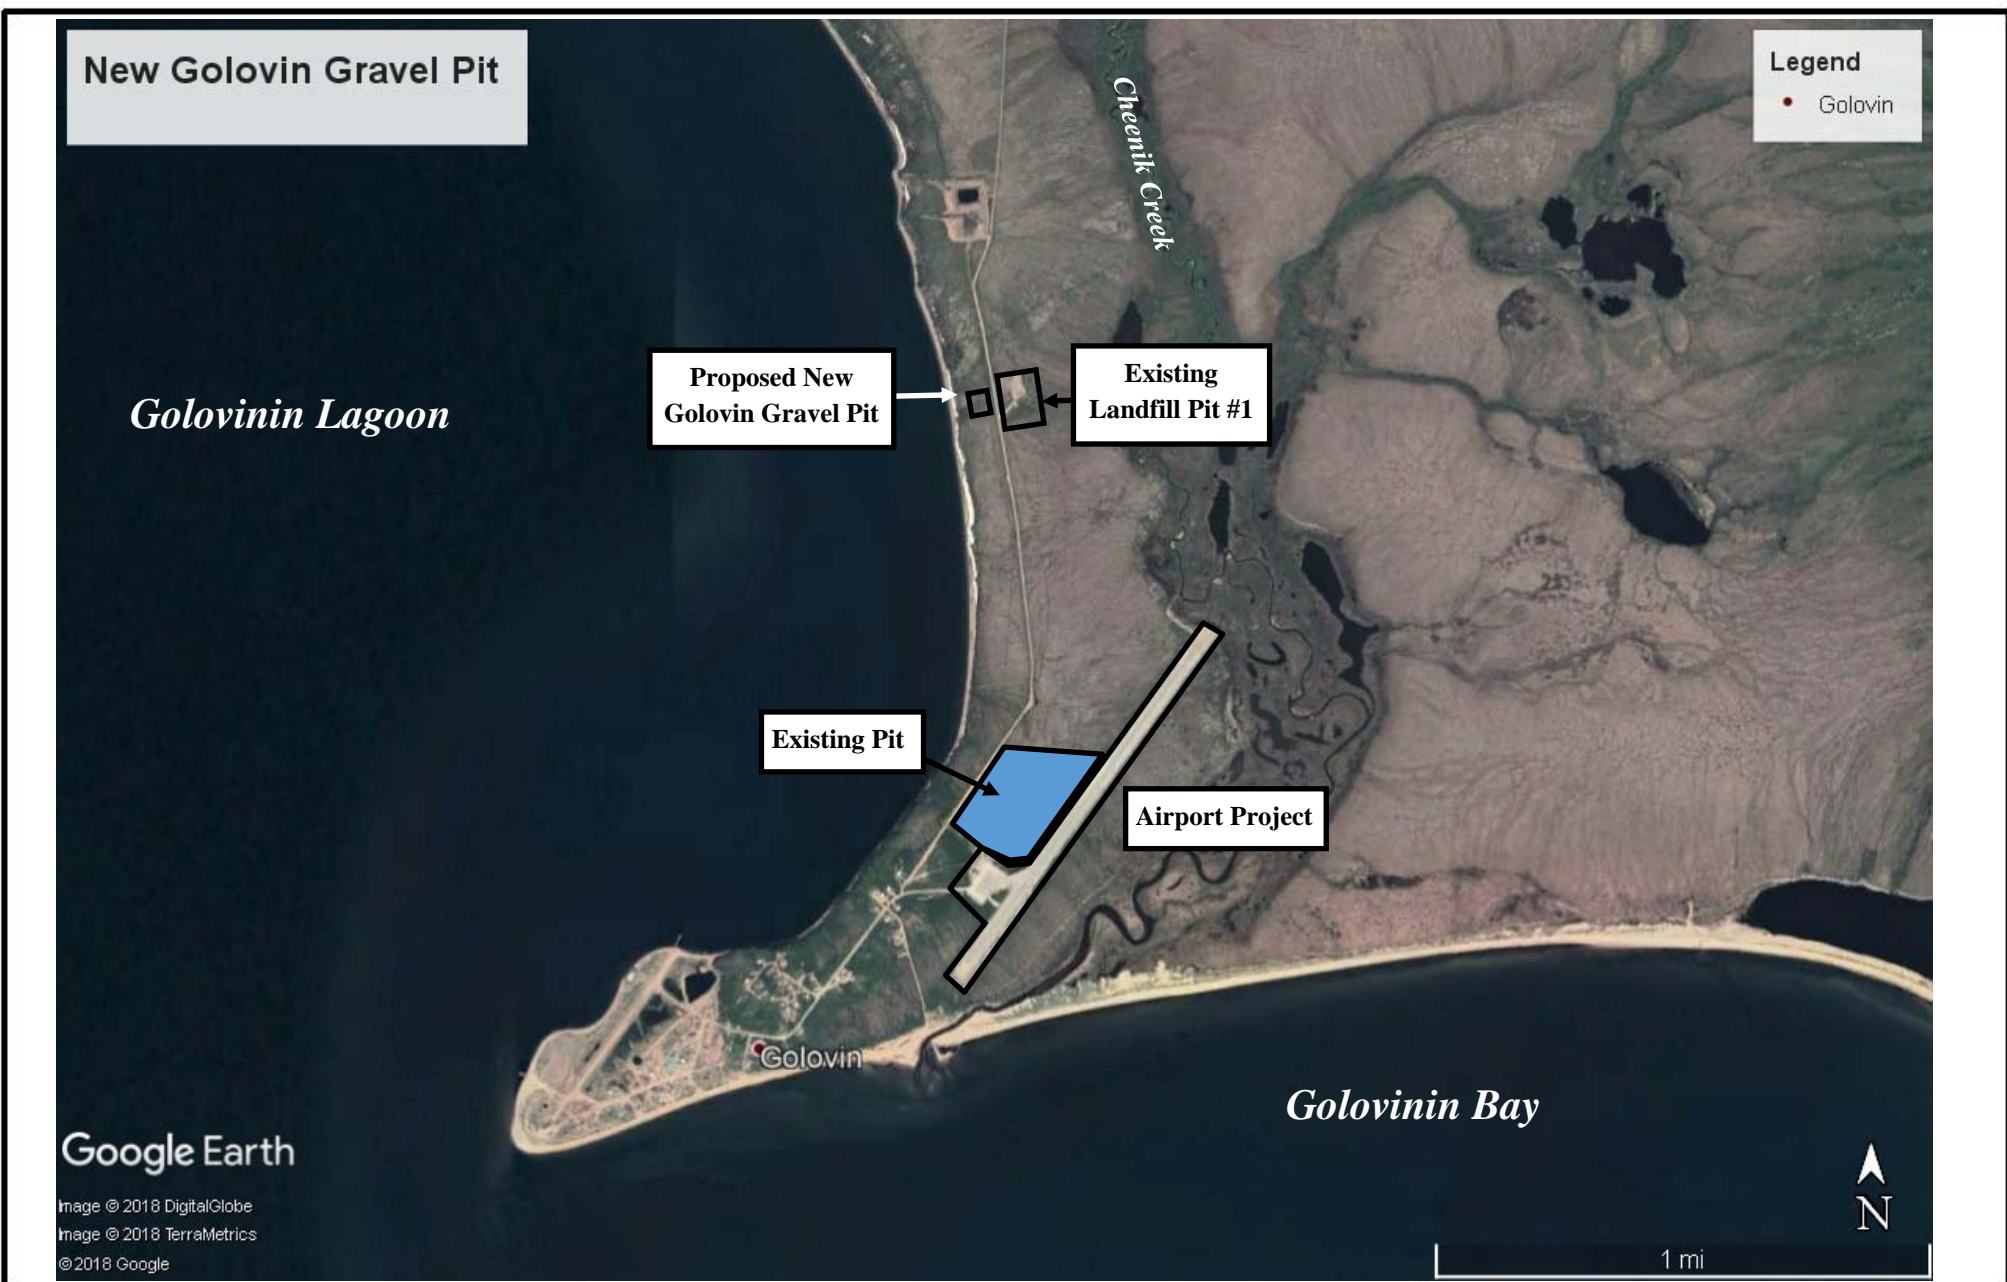 New Golovin Gravel Pit
Legend
Golovin
Cheenik Creek
Proposed New
Golovin Gravel Pit
Existing
Landfill Pit #1
Golovinin Lagoon
Existing Pit
Airport Project
Golovin
Golovinin Bay
Google Earth
Image © 2018 DigitalGlobe
Image © 2018 TerraMetrics
© 2018 Google
N
1 mi